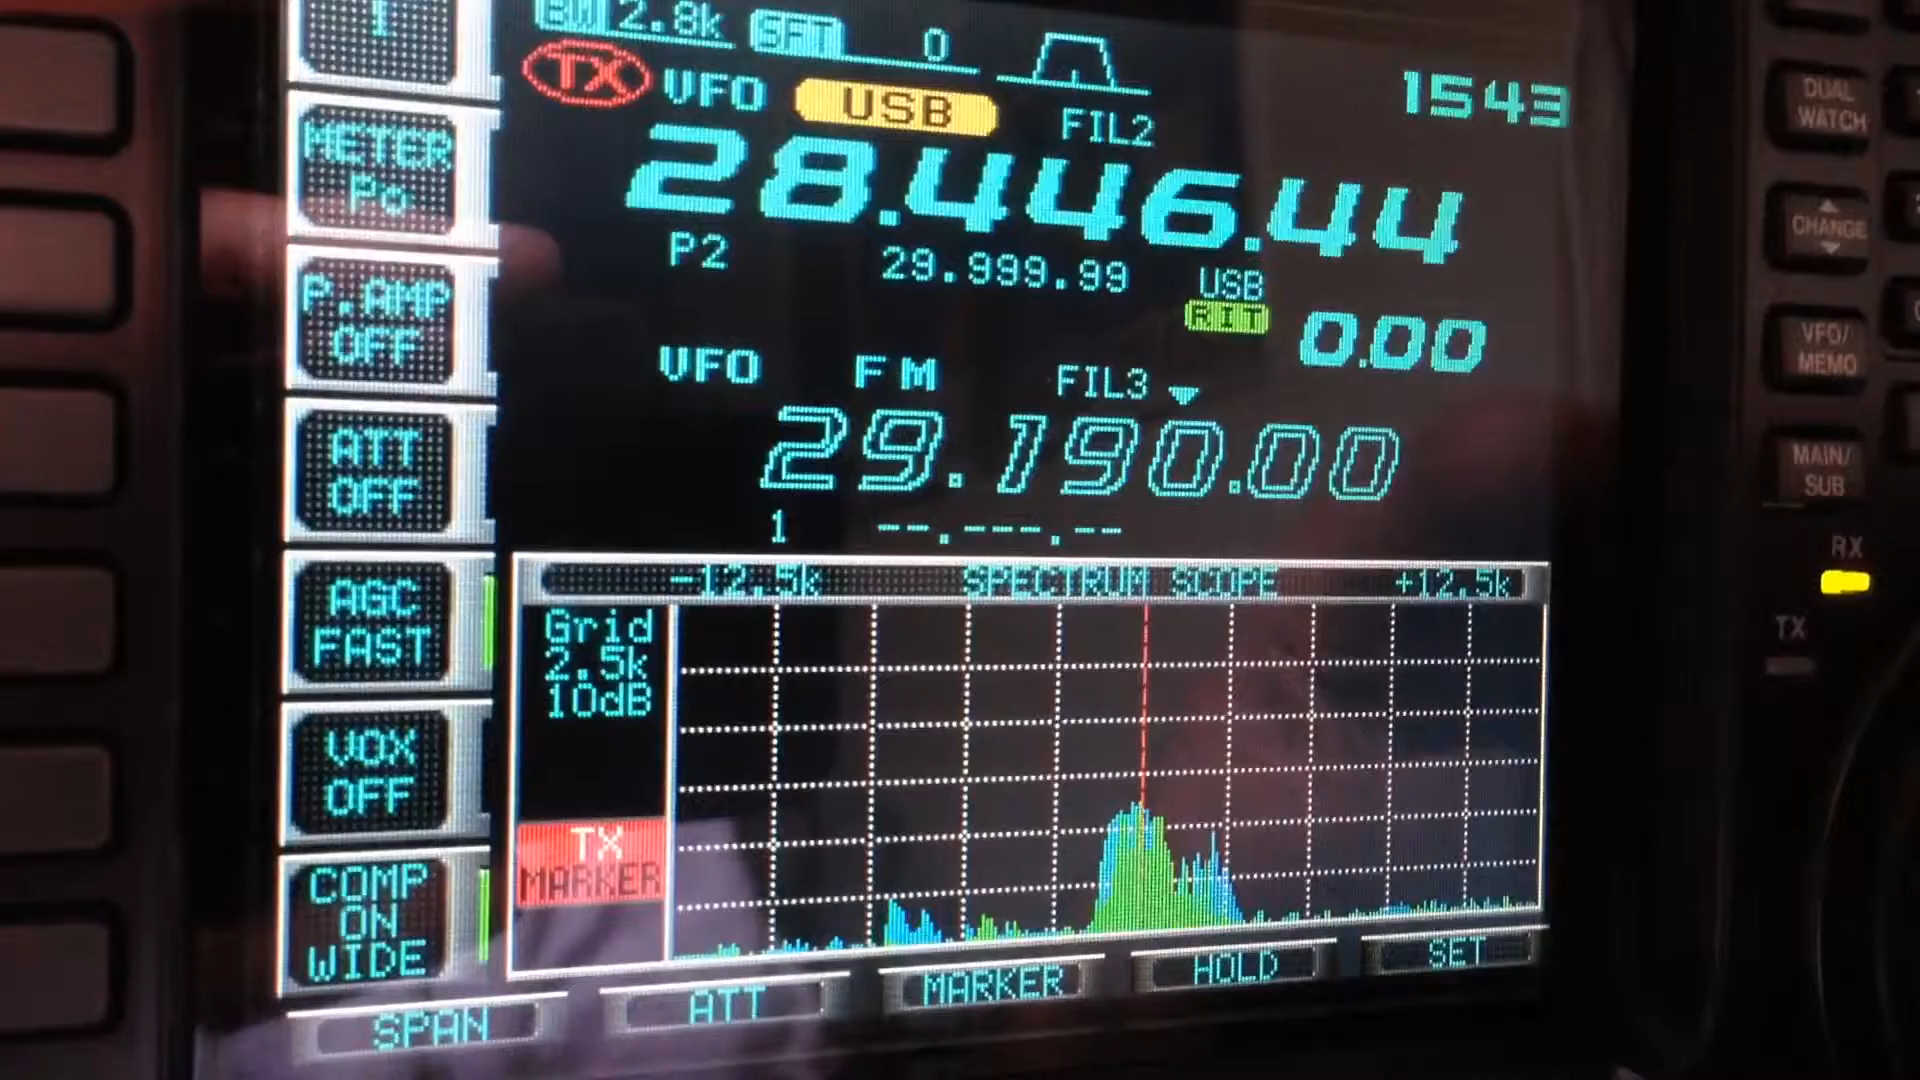 BW 2.8k SFT 0
TX VFO USB FIL2 1543
28.446.44
P2 29.999.99 USB
RIT 0.00
VFO FM FIL3
29.190.00
1 --.---.--
-12.5k SPECTRUM SCOPE +12.5k
Grid
2.5k
10dB
TX
MARKER
METER
Po
P.AMP
OFF
ATT
OFF
AGC
FAST
VOX
OFF
COMP
ON
WIDE
SPAN ATT MARKER HOLD SET
DUAL
WATCH
CHANGE
VFO/
MEMO
MAIN/
SUB
RX
TX